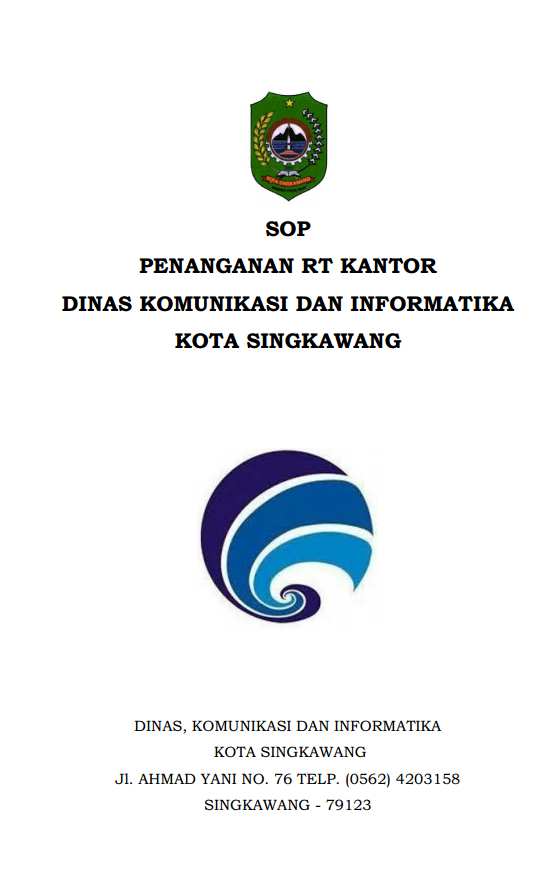 SOP
PENANGANAN RT KANTOR
DINAS KOMUNIKASI DAN INFORMATIKA
KOTA SINGKAWANG
DINAS, KOMUNIKASI DAN INFORMATIKA
KOTA SINGKAWANG
Jl. AHMAD YANI NO. 76 TELP. (0562) 4203158
SINGKAWANG - 79123